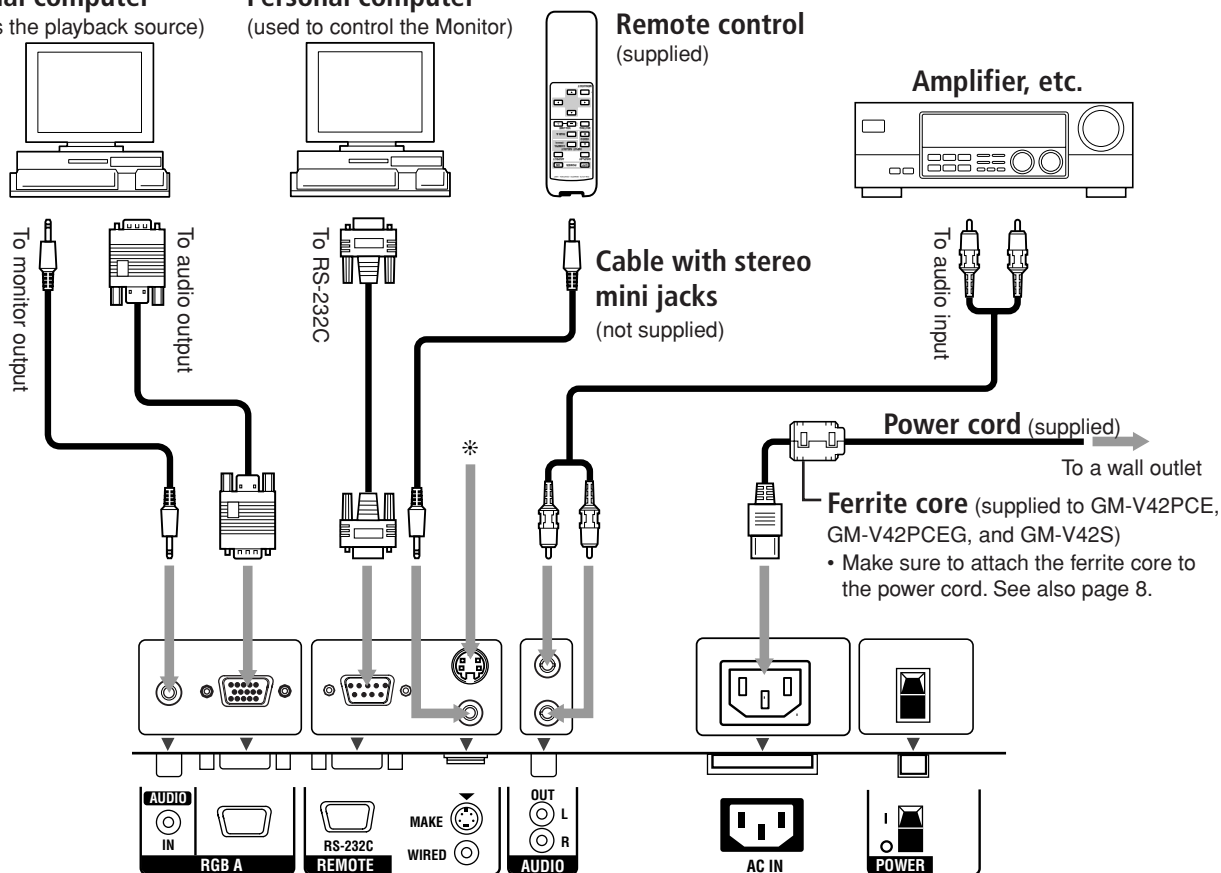 al computer
s the playback source)
Personal computer
(used to control the Monitor)
Remote control
(supplied)
Amplifier, etc.
To monitor output
To audio output
To RS-232C
Cable with stereo
mini jacks
(not supplied)
To audio input
Power cord (supplied)
To a wall outlet
Ferrite core (supplied to GM-V42PCE,
GM-V42PCEG, and GM-V42S)
• Make sure to attach the ferrite core to
the power cord. See also page 8.
※
AUDIO
IN
RGB A
RS-232C
REMOTE
MAKE
WIRED
OUT
L
R
AUDIO
AC IN
I
POWER